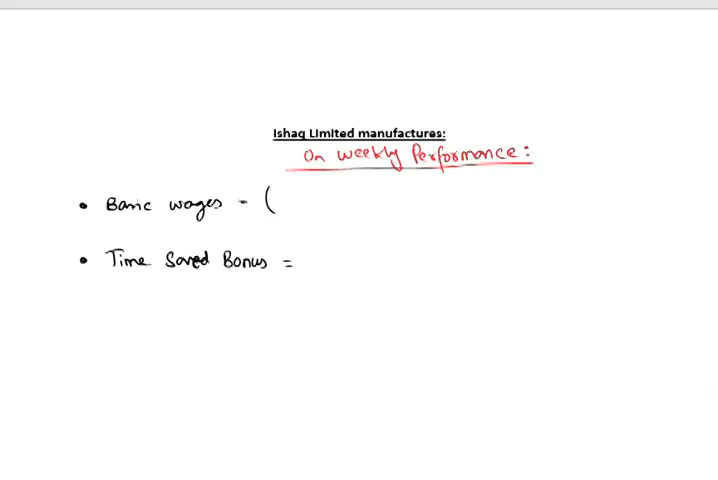 Ishaq Limited manufactures:
On Weekly Performance:
• Basic wages - (
• Time Saved Bonus =